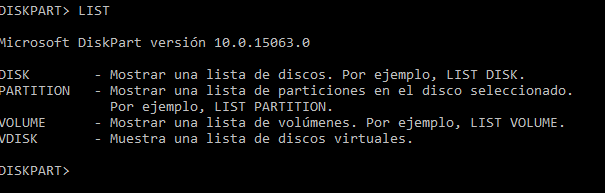 DISKPART> LIST
Microsoft DiskPart versión 10.0.15063.0
DISK - Mostrar una lista de discos. Por ejemplo, LIST DISK.
PARTITION - Mostrar una lista de particiones en el disco seleccionado.
Por ejemplo, LIST PARTITION.
VOLUME - Mostrar una lista de volúmenes. Por ejemplo, LIST VOLUME.
VDISK - Muestra una lista de discos virtuales.
DISKPART>